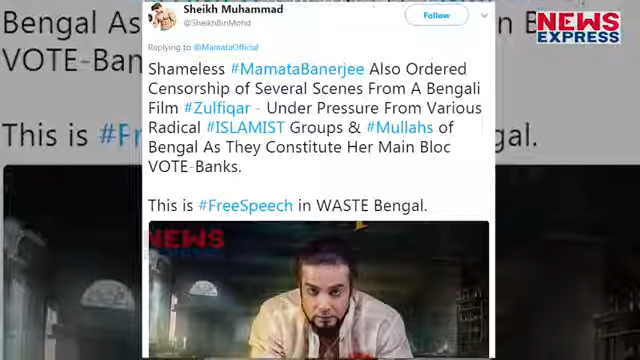 Sheikh Muhammad
@SheikhBinMohd
Follow
Replying to @MamataOfficial
Shameless #MamataBanerjee Also Ordered
Censorship of Several Scenes From A Bengali
Film #Zulfiqar - Under Pressure From Various
Radical #ISLAMIST Groups & #Mullahs of
Bengal As They Constitute Her Main Bloc
VOTE-Banks.
This is #FreeSpeech in WASTE Bengal.
NEWS
EXPRESS
NEWS
EXPRESS
Bengal As
VOTE-Ban
This is #Fr
gal.